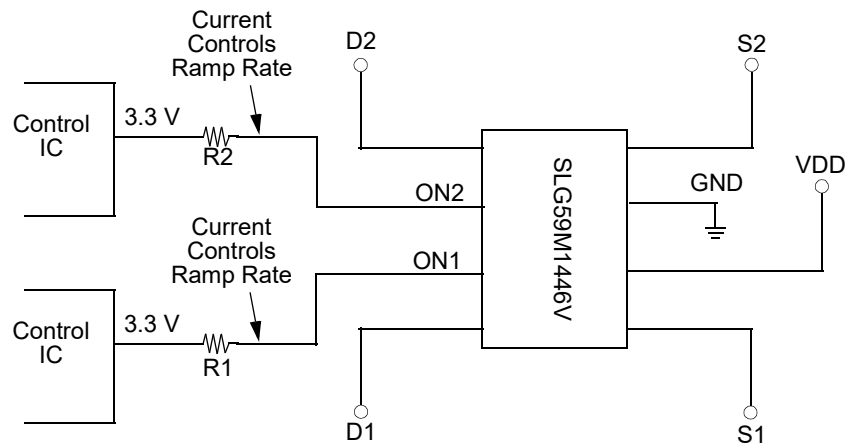 Current
Controls
Ramp Rate
D2
S2
Control
IC
3.3 V
R2
ON2
SLG59M1446V
GND
VDD
Current
Controls
Ramp Rate
ON1
Control
IC
3.3 V
R1
D1
S1